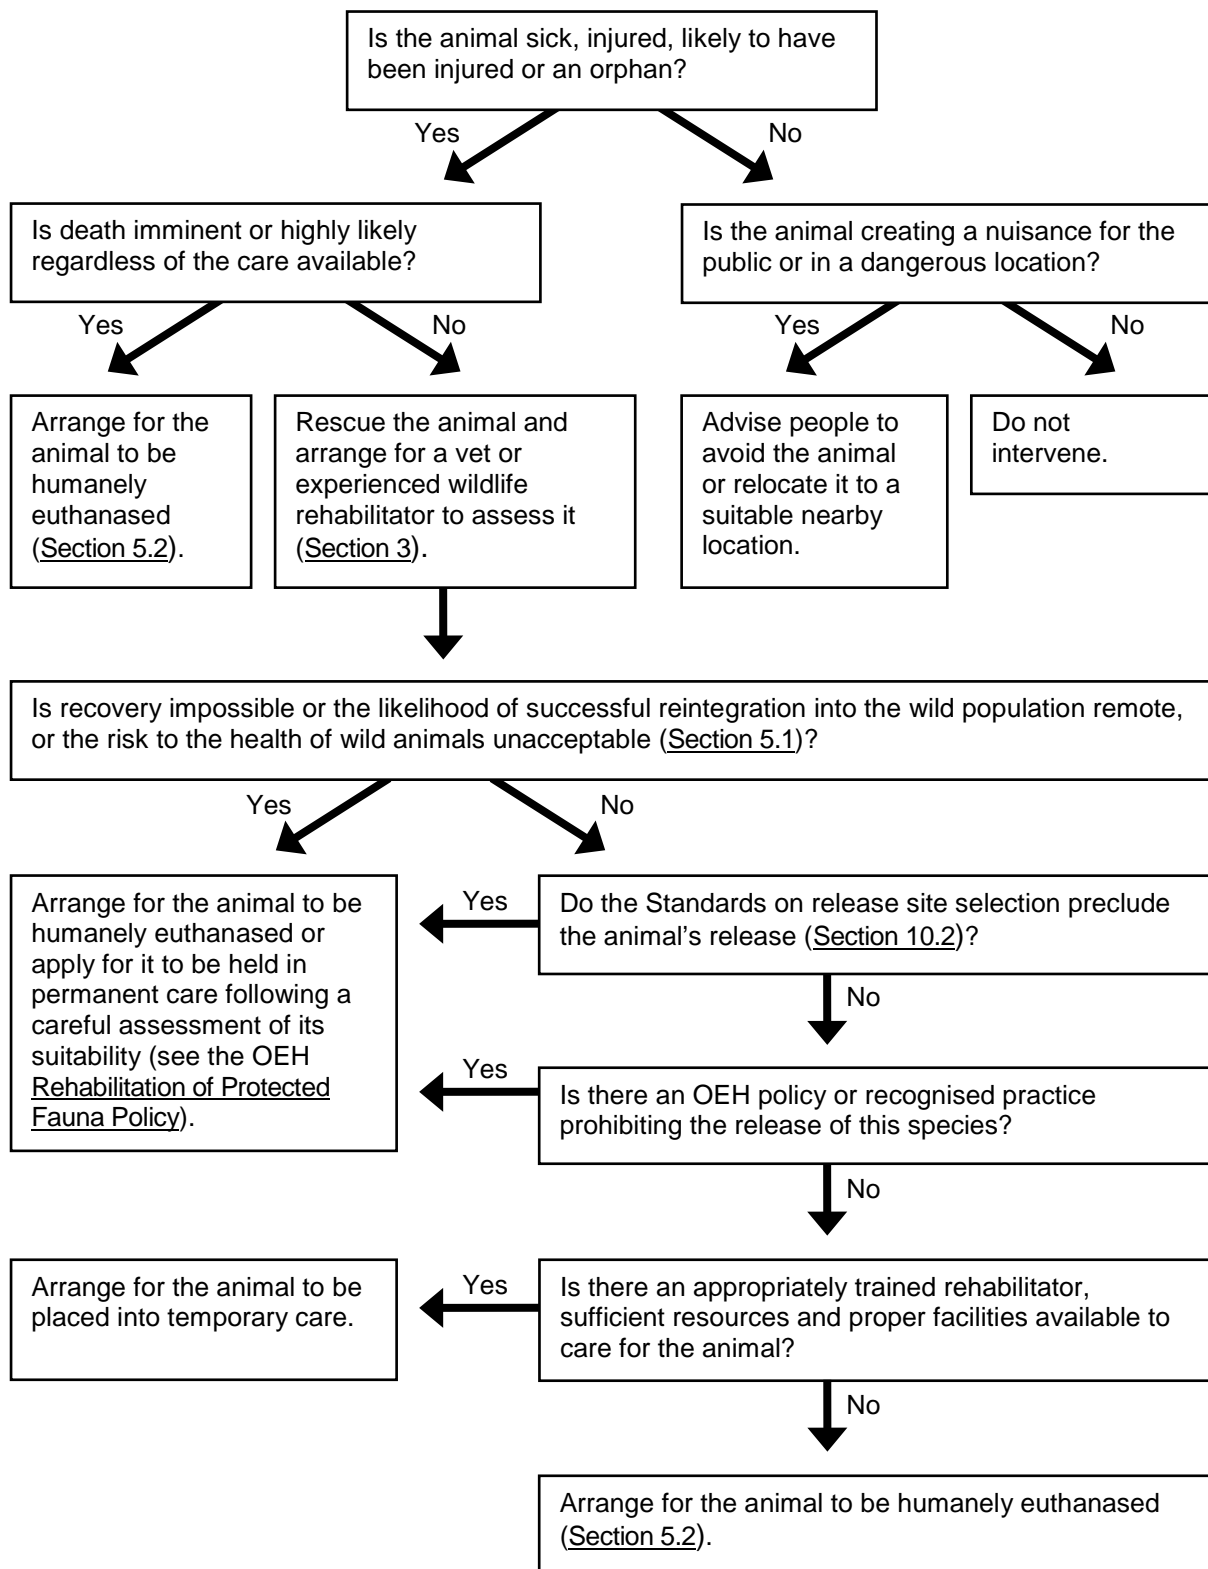 Is the animal sick, injured, likely to have
been injured or an orphan?
Yes
No
Is death imminent or highly likely
regardless of the care available?
Is the animal creating a nuisance for the
public or in a dangerous location?
Yes
No
Yes
No
Arrange for the
animal to be
humanely
euthanased
(Section 5.2).
Rescue the animal and
arrange for a vet or
experienced wildlife
rehabilitator to assess it
(Section 3).
Advise people to
avoid the animal
or relocate it to a
suitable nearby
location.
Do not
intervene.
Is recovery impossible or the likelihood of successful reintegration into the wild population remote,
or the risk to the health of wild animals unacceptable (Section 5.1)?
Yes
No
Arrange for the animal to be
humanely euthanased or
apply for it to be held in
permanent care following a
careful assessment of its
suitability (see the OEH
Rehabilitation of Protected
Fauna Policy).
Yes
Do the Standards on release site selection preclude
the animal's release (Section 10.2)?
No
Yes
Is there an OEH policy or recognised practice
prohibiting the release of this species?
No
Arrange for the animal to be
placed into temporary care.
Yes
Is there an appropriately trained rehabilitator,
sufficient resources and proper facilities available to
care for the animal?
No
Arrange for the animal to be humanely euthanased
(Section 5.2).